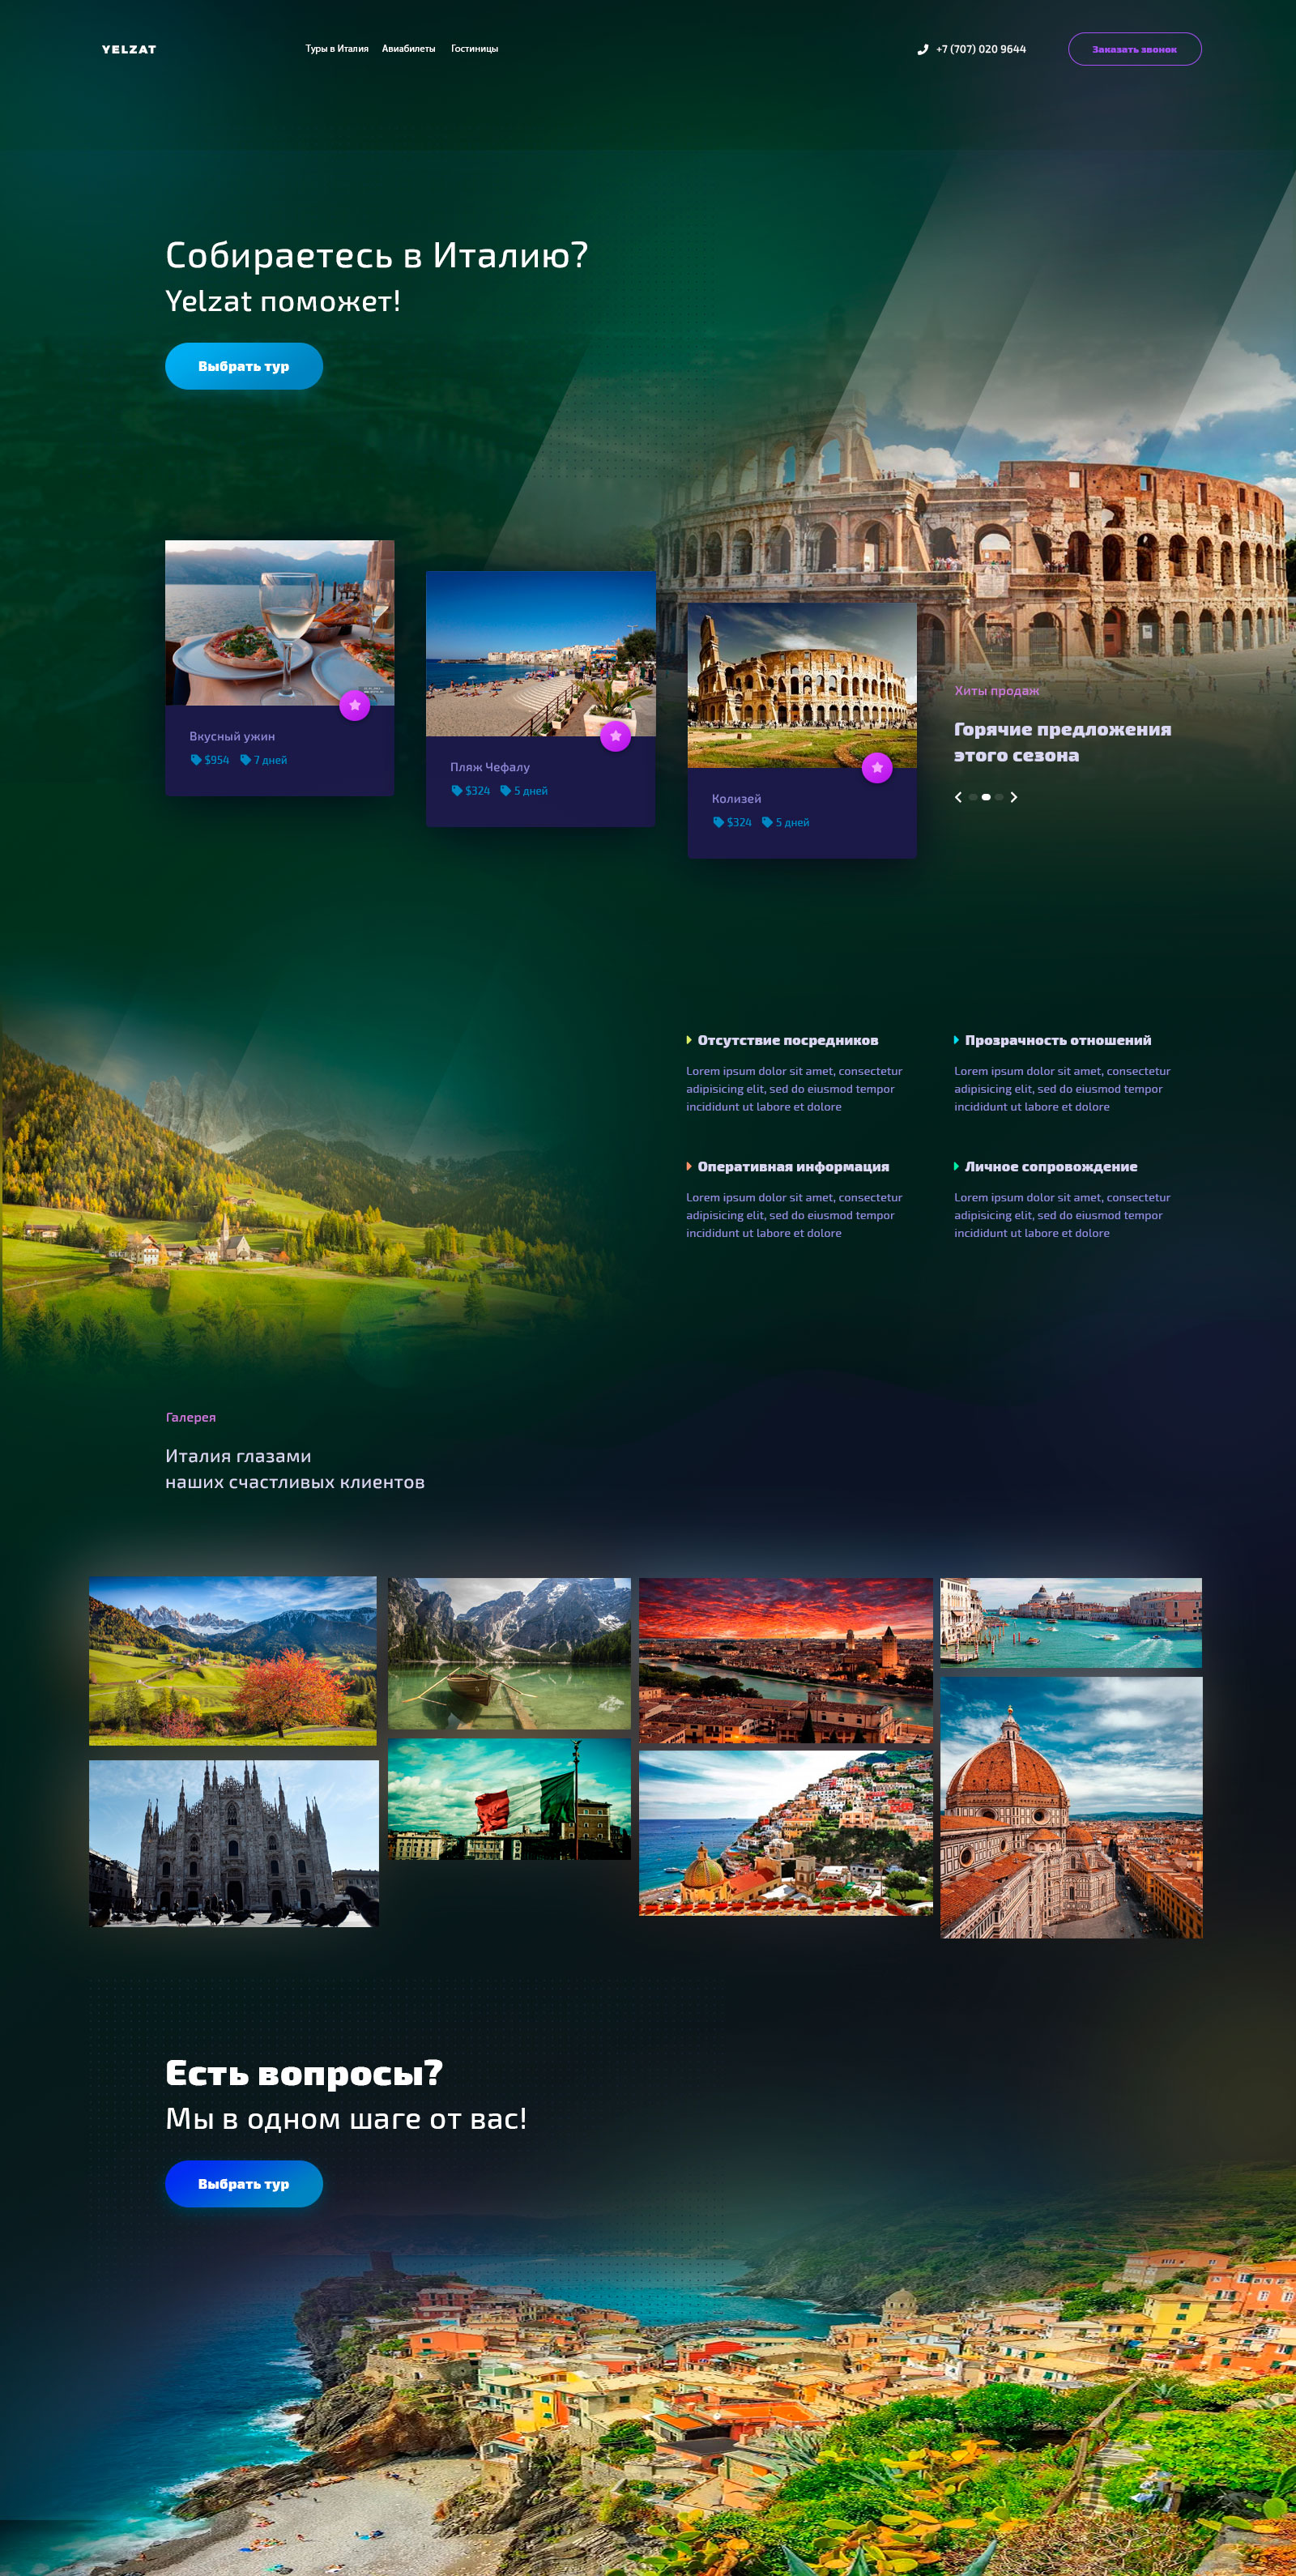 YELZAT
Туры в Италия Авиабилеты Гостиницы
+7 (707) 020 9644
Заказать звонок
Собираетесь в Италию?
Yelzat поможет!
Выбрать тур
Вкусный ужин
$954 7 дней
Пляж Чефалу
$324 5 дней
Колизей
$324 5 дней
Хиты продаж
Горячие предложения
этого сезона
Отсутствие посредников
Lorem ipsum dolor sit amet, consectetur
adipisicing elit, sed do eiusmod tempor
incididunt ut labore et dolore
Прозрачность отношений
Lorem ipsum dolor sit amet, consectetur
adipisicing elit, sed do eiusmod tempor
incididunt ut labore et dolore
Оперативная информация
Lorem ipsum dolor sit amet, consectetur
adipisicing elit, sed do eiusmod tempor
incididunt ut labore et dolore
Личное сопровождение
Lorem ipsum dolor sit amet, consectetur
adipisicing elit, sed do eiusmod tempor
incididunt ut labore et dolore
Галерея
Италия глазами
наших счастливых клиентов
Есть вопросы?
Мы в одном шаге от вас!
Выбрать тур